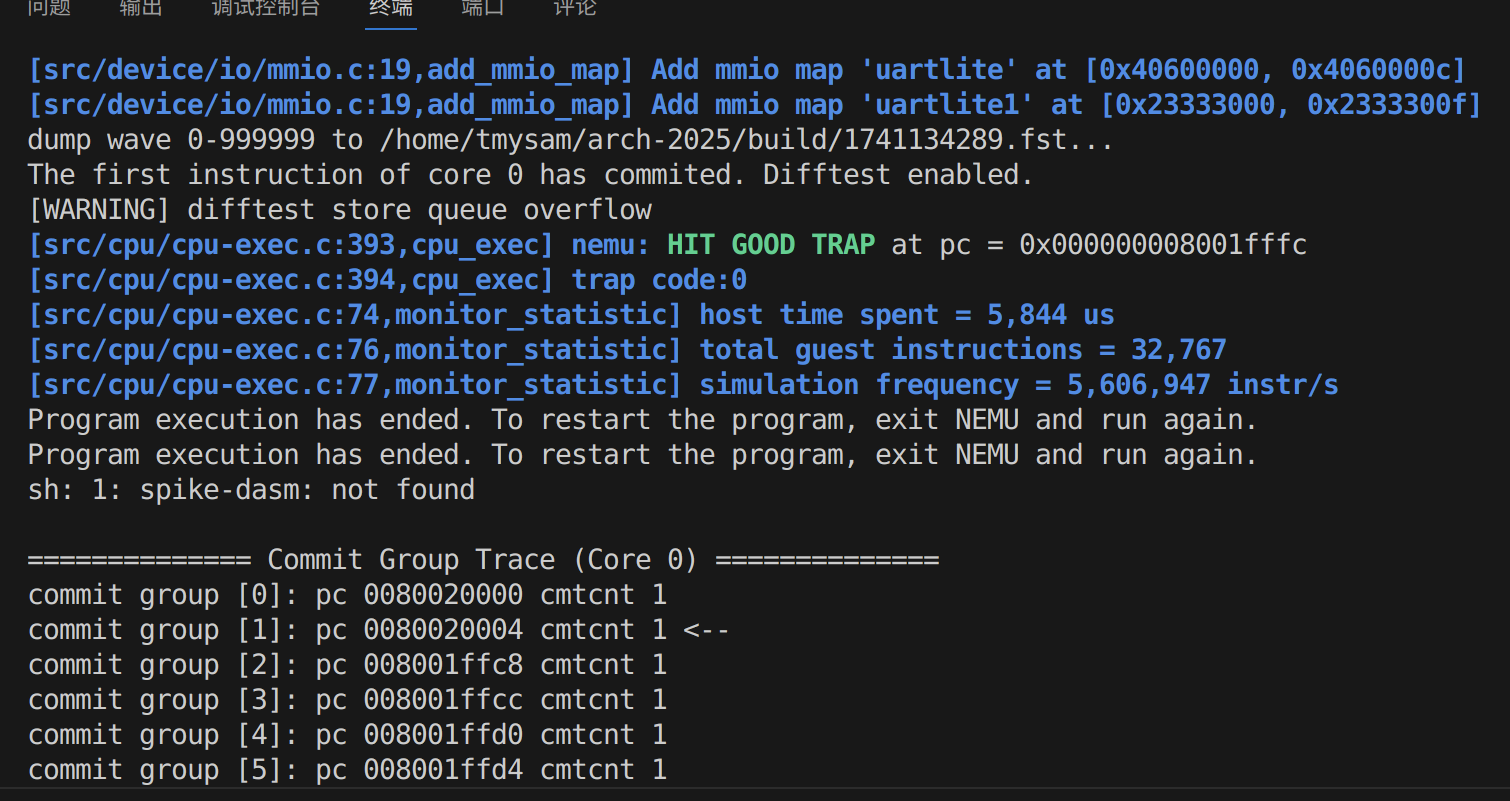 问题 输出 调试控制台 终端 端口 评论
[src/device/io/mmio.c:19,add_mmio_map] Add mmio map 'uartlite' at [0x40600000, 0x4060000c]
[src/device/io/mmio.c:19,add_mmio_map] Add mmio map 'uartlite1' at [0x23333000, 0x2333300f]
dump wave 0-999999 to /home/tmysam/arch-2025/build/1741134289.fst...
The first instruction of core 0 has commited. Difftest enabled.
[WARNING] difftest store queue overflow
[src/cpu/cpu-exec.c:393,cpu_exec] nemu: HIT GOOD TRAP at pc = 0x000000008001fffc
[src/cpu/cpu-exec.c:394,cpu_exec] trap code:0
[src/cpu/cpu-exec.c:74,monitor_statistic] host time spent = 5,844 us
[src/cpu/cpu-exec.c:76,monitor_statistic] total guest instructions = 32,767
[src/cpu/cpu-exec.c:77,monitor_statistic] simulation frequency = 5,606,947 instr/s
Program execution has ended. To restart the program, exit NEMU and run again.
Program execution has ended. To restart the program, exit NEMU and run again.
sh: 1: spike-dasm: not found
============== Commit Group Trace (Core 0) ==============
commit group [0]: pc 0080020000 cmtcnt 1
commit group [1]: pc 0080020004 cmtcnt 1 <--
commit group [2]: pc 008001ffc8 cmtcnt 1
commit group [3]: pc 008001ffcc cmtcnt 1
commit group [4]: pc 008001ffd0 cmtcnt 1
commit group [5]: pc 008001ffd4 cmtcnt 1